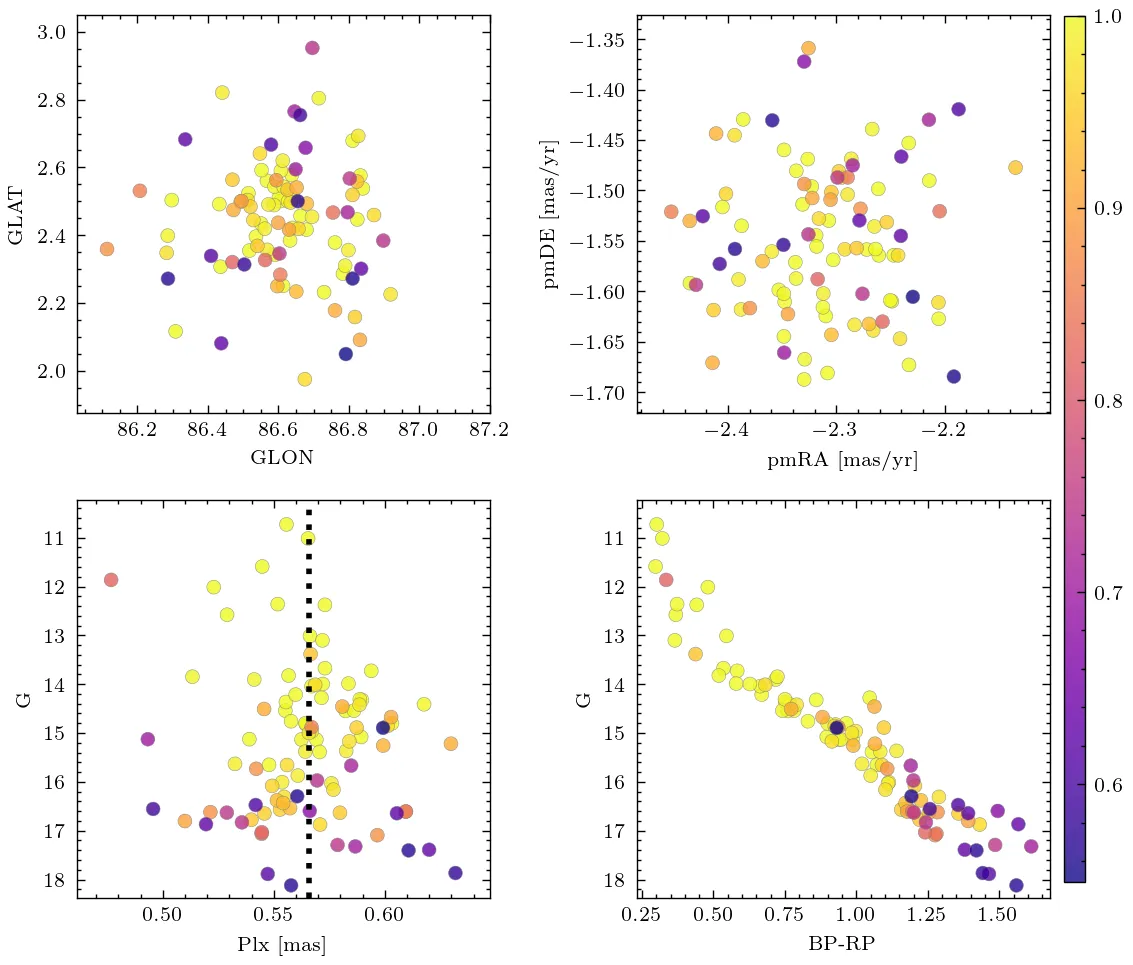 3.0
2.8
2.6
2.4
2.2
2.0
GLAT
86.2 86.4 86.6 86.8 87.0 87.2
GLON
−1.35
−1.40
−1.45
−1.50
−1.55
−1.60
−1.65
−1.70
pmDE [mas/yr]
−2.4 −2.3 −2.2
pmRA [mas/yr]
1.0
0.9
0.8
0.7
0.6
11
12
13
14
15
16
17
18
G
0.50 0.55 0.60
Plx [mas]
11
12
13
14
15
16
17
18
G
0.25 0.50 0.75 1.00 1.25 1.50
BP-RP